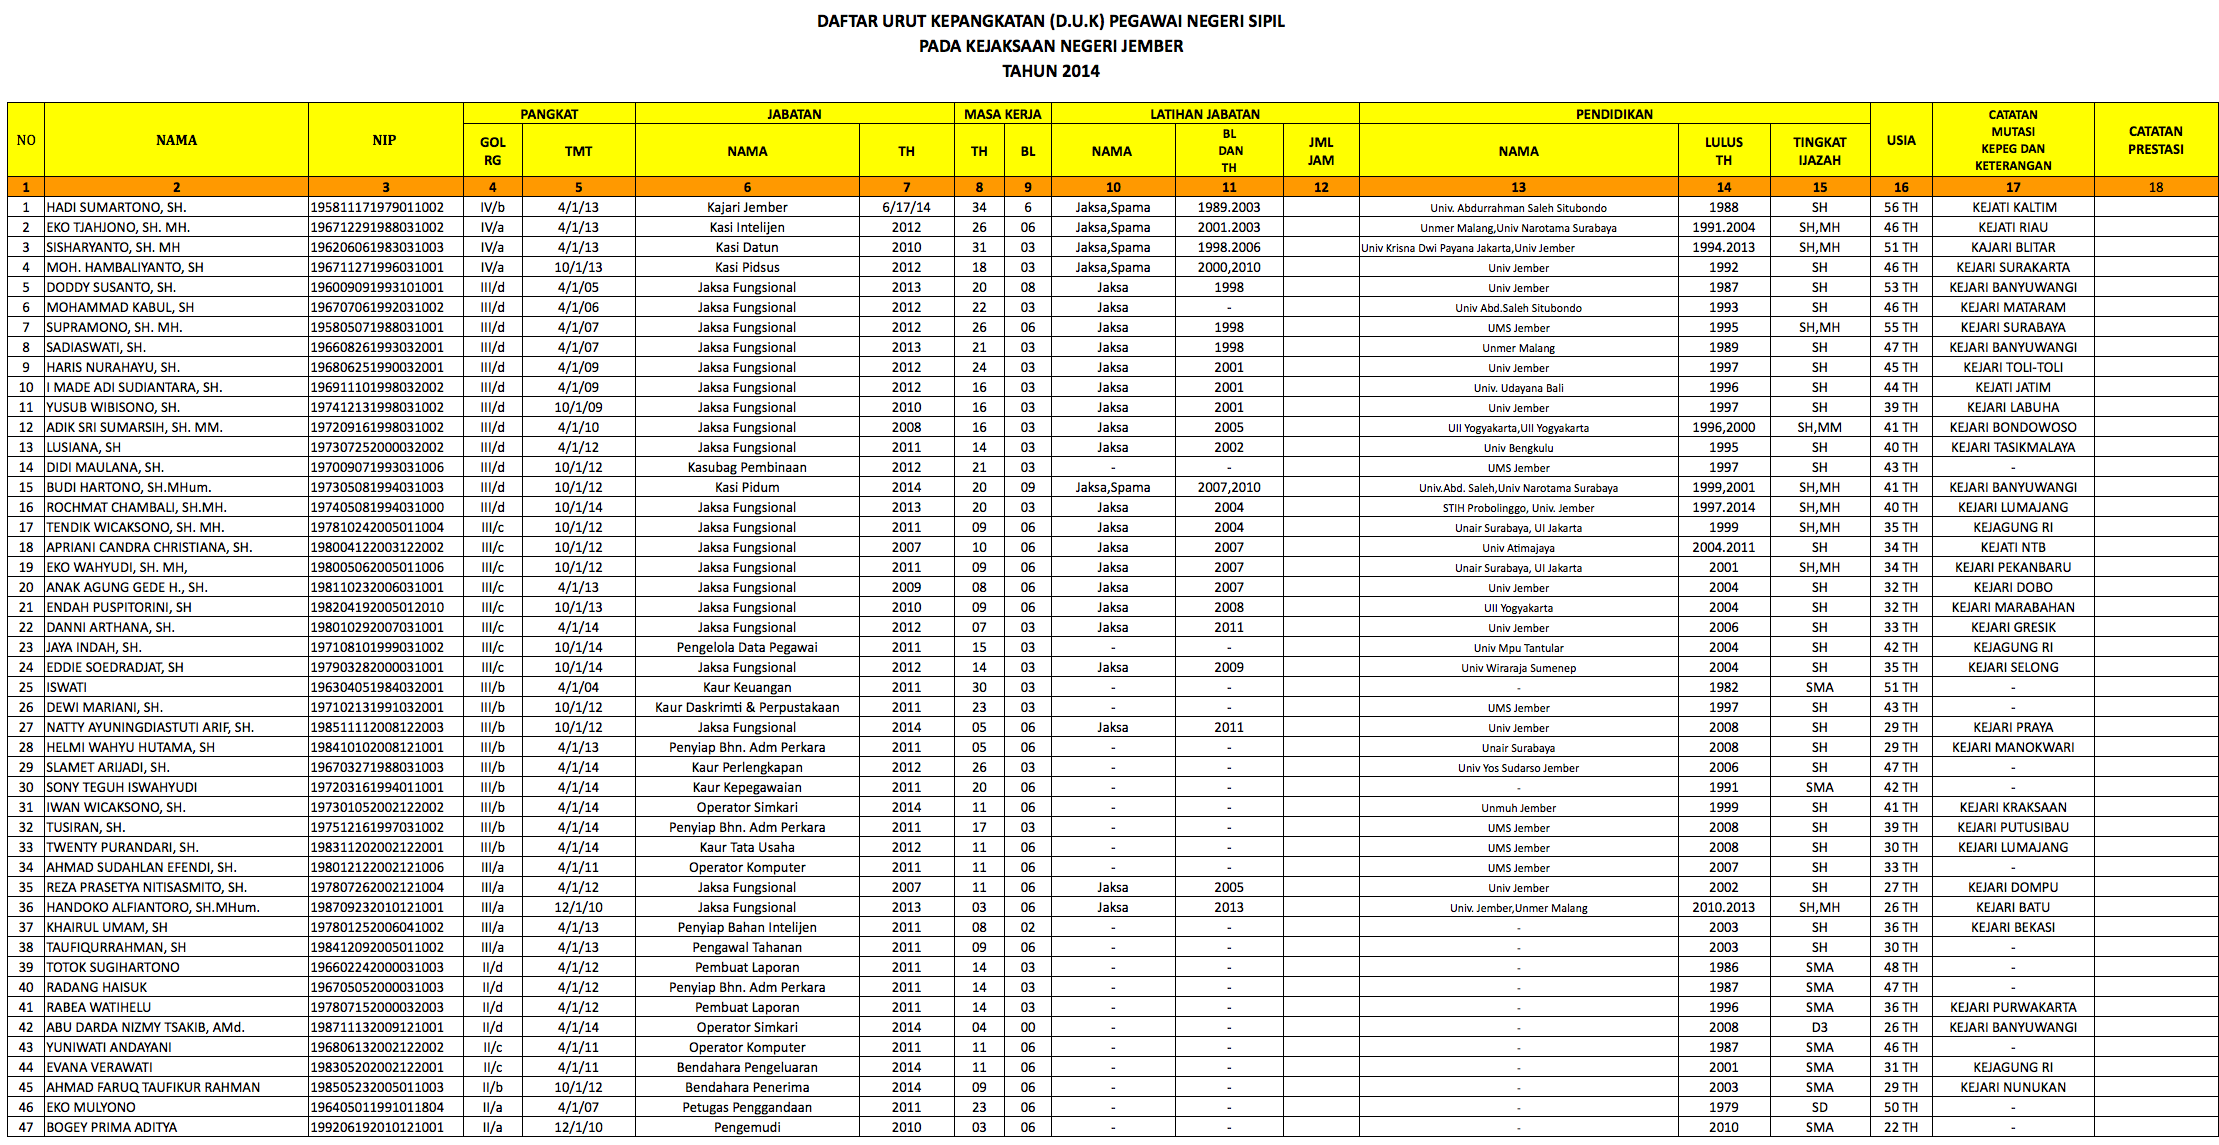 DAFTAR URUT KEPANGKATAN (D.U.K) PEGAWAI NEGERI SIPIL
PADA KEJAKSAAN NEGERI JEMBER
TAHUN 2014
NO NAMA NIP PANGKAT JABATAN MASA KERJA LATIHAN JABATAN PENDIDIKAN USIA CATATAN MUTASI KEPEG DAN KETERANGAN CATATAN PRESTASI
GOL RG TMT NAMA TH TH BL NAMA BL DAN TH JML JAM NAMA LULUS TH TINGKAT IJAZAH
1 2 3 4 5 6 7 8 9 10 11 12 13 14 15 16 17 18
1 HADI SUMARTONO, SH. 195811171979011002 IV/b 4/1/13 Kajari Jember 6/17/14 34 6 Jaksa,Spama 1989.2003 Univ. Abdurrahman Saleh Situbondo 1988 SH 56 TH KEJATI KALTIM
2 EKO TJAHJONO, SH. MH. 196712291988031002 IV/a 4/1/13 Kasi Intelijen 2012 26 06 Jaksa,Spama 2001.2003 Unmer Malang,Univ Narotama Surabaya 1991.2004 SH,MH 46 TH KEJATI RIAU
3 SISHARYANTO, SH. MH 196206061983031003 IV/a 4/1/13 Kasi Datun 2010 31 03 Jaksa,Spama 1998.2006 Univ Krisna Dwi Payana Jakarta,Univ Jember 1994.2013 SH,MH 51 TH KAJARI BLITAR
4 MOH. HAMBALIYANTO, SH 196711271996031001 IV/a 10/1/13 Kasi Pidsus 2012 18 03 Jaksa,Spama 2000,2010 Univ Jember 1992 SH 46 TH KEJARI SURAKARTA
5 DODDY SUSANTO, SH. 196009091993101001 III/d 4/1/05 Jaksa Fungsional 2013 20 08 Jaksa 1998 Univ Jember 1987 SH 53 TH KEJARI BANYUWANGI
6 MOHAMMAD KABUL, SH 196707061992031002 III/d 4/1/06 Jaksa Fungsional 2012 22 03 Jaksa - Univ Abd.Saleh Situbondo 1993 SH 46 TH KEJARI MATARAM
7 SUPRAMONO, SH. MH. 195805071988031001 III/d 4/1/07 Jaksa Fungsional 2012 26 06 Jaksa 1998 UMS Jember 1995 SH,MH 55 TH KEJARI SURABAYA
8 SADIASWATI, SH. 196608261993032001 III/d 4/1/07 Jaksa Fungsional 2013 21 03 Jaksa 1998 Unmer Malang 1989 SH 47 TH KEJARI BANYUWANGI
9 HARIS NURAHAYU, SH. 196806251990032001 III/d 4/1/09 Jaksa Fungsional 2012 24 03 Jaksa 2001 Univ Jember 1997 SH 45 TH KEJARI TOLI-TOLI
10 I MADE ADI SUDIANTARA, SH. 196911101998032002 III/d 4/1/09 Jaksa Fungsional 2012 16 03 Jaksa 2001 Univ. Udayana Bali 1996 SH 44 TH KEJATI JATIM
11 YUSUB WIBISONO, SH. 197412131998031002 III/d 10/1/09 Jaksa Fungsional 2010 16 03 Jaksa 2001 Univ Jember 1997 SH 39 TH KEJARI LABUHA
12 ADIK SRI SUMARSIH, SH. MM. 197209161998031002 III/d 4/1/10 Jaksa Fungsional 2008 16 03 Jaksa 2005 UII Yogyakarta,UII Yogyakarta 1996,2000 SH,MM 41 TH KEJARI BONDOWOSO
13 LUSIANA, SH 197307252000032002 III/d 4/1/12 Jaksa Fungsional 2011 14 03 Jaksa 2002 Univ Bengkulu 1995 SH 40 TH KEJARI TASIKMALAYA
14 DIDI MAULANA, SH. 197009071993031006 III/d 10/1/12 Kasubag Pembinaan 2012 21 03 - - UMS Jember 1997 SH 43 TH -
15 BUDI HARTONO, SH.MHum. 197305081994031003 III/d 10/1/12 Kasi Pidum 2014 20 09 Jaksa,Spama 2007,2010 Univ.Abd. Saleh,Univ Narotama Surabaya 1999,2001 SH,MH 41 TH KEJARI BANYUWANGI
16 ROCHMAT CHAMBALI, SH.MH. 197405081994031000 III/d 10/1/14 Jaksa Fungsional 2013 20 03 Jaksa 2004 STIH Probolinggo, Univ. Jember 1997.2014 SH,MH 40 TH KEJARI LUMAJANG
17 TENDIK WICAKSONO, SH. MH. 197810242005011004 III/c 10/1/12 Jaksa Fungsional 2011 09 06 Jaksa 2004 Unair Surabaya, UI Jakarta 1999 SH,MH 35 TH KEJAGUNG RI
18 APRIANI CANDRA CHRISTIANA, SH. 198004122003122002 III/c 10/1/12 Jaksa Fungsional 2007 10 06 Jaksa 2007 Univ Atimajaya 2004.2011 SH 34 TH KEJATI NTB
19 EKO WAHYUDI, SH. MH, 198005062005011006 III/c 10/1/12 Jaksa Fungsional 2011 09 06 Jaksa 2007 Unair Surabaya, UI Jakarta 2001 SH,MH 34 TH KEJARI PEKANBARU
20 ANAK AGUNG GEDE H., SH. 198110232006031001 III/c 4/1/13 Jaksa Fungsional 2009 08 06 Jaksa 2007 Univ Jember 2004 SH 32 TH KEJARI DOBO
21 ENDAH PUSPITORINI, SH 198204192005012010 III/c 10/1/13 Jaksa Fungsional 2010 09 06 Jaksa 2008 UII Yogyakarta 2004 SH 32 TH KEJARI MARABAHAN
22 DANNI ARTHANA, SH. 198010292007031001 III/c 4/1/14 Jaksa Fungsional 2012 07 03 Jaksa 2011 Univ Jember 2006 SH 33 TH KEJARI GRESIK
23 JAYA INDAH, SH. 197108101999031002 III/c 10/1/14 Pengelola Data Pegawai 2011 15 03 - - Univ Mpu Tantular 2004 SH 42 TH KEJAGUNG RI
24 EDDIE SOEDRADJAT, SH 197903282000031001 III/c 10/1/14 Jaksa Fungsional 2012 14 03 Jaksa 2009 Univ Wiraraja Sumenep 2004 SH 35 TH KEJARI SELONG
25 ISWATI 196304051984032001 III/b 4/1/04 Kaur Keuangan 2011 30 03 - - - 1982 SMA 51 TH -
26 DEWI MARIANI, SH. 197102131991032001 III/b 10/1/12 Kaur Daskrimti & Perpustakaan 2011 23 03 - - UMS Jember 1997 SH 43 TH -
27 NATTY AYUNINGDIASTUTI ARIF, SH. 198511112008122003 III/b 10/1/12 Jaksa Fungsional 2014 05 06 Jaksa 2011 Univ Jember 2008 SH 29 TH KEJARI PRAYA
28 HELMI WAHYU HUTAMA, SH 198410102008121001 III/b 4/1/13 Penyiap Bhn. Adm Perkara 2011 05 06 - - Unair Surabaya 2008 SH 29 TH KEJARI MANOKWARI
29 SLAMET ARIJADI, SH. 196703271988031003 III/b 4/1/14 Kaur Perlengkapan 2012 26 03 - - Univ Yos Sudarso Jember 2006 SH 47 TH -
30 SONY TEGUH ISWAHYUDI 197203161994011001 III/b 4/1/14 Kaur Kepegawaian 2011 20 06 - - - 1991 SMA 42 TH -
31 IWAN WICAKSONO, SH. 197301052002122002 III/b 4/1/14 Operator Simkari 2014 11 06 - - Unmuh Jember 1999 SH 41 TH KEJARI KRAKSAAN
32 TUSIRAN, SH. 197512161997031002 III/b 4/1/14 Penyiap Bhn. Adm Perkara 2011 17 03 - - UMS Jember 2008 SH 39 TH KEJARI PUTUSIBAU
33 TWENTY PURANDARI, SH. 198311202002122001 III/b 4/1/14 Kaur Tata Usaha 2012 11 06 - - UMS Jember 2008 SH 30 TH KEJARI LUMAJANG
34 AHMAD SUDAHLAN EFENDI, SH. 198012122002121006 III/a 4/1/11 Operator Komputer 2011 11 06 - - UMS Jember 2007 SH 33 TH -
35 REZA PRASETYA NITISASMITO, SH. 197807262002121004 III/a 4/1/12 Jaksa Fungsional 2007 11 06 Jaksa 2005 Univ Jember 2002 SH 27 TH KEJARI DOMPU
36 HANDOKO ALFIANTORO, SH.MHum. 198709232010121001 III/a 12/1/10 Jaksa Fungsional 2013 03 06 Jaksa 2013 Univ. Jember,Unmer Malang 2010.2013 SH,MH 26 TH KEJARI BATU
37 KHAIRUL UMAM, SH 197801252006041002 III/a 4/1/13 Penyiap Bahan Intelijen 2011 08 02 - - - 2003 SH 36 TH KEJARI BEKASI
38 TAUFIQURRAHMAN, SH 198412092005011002 III/a 4/1/13 Pengawal Tahanan 2011 09 06 - - - 2003 SH 30 TH -
39 TOTOK SUGIHARTONO 196602242000031003 II/d 4/1/12 Pembuat Laporan 2011 14 03 - - - 1986 SMA 48 TH -
40 RADANG HAISUK 196705052000031003 II/d 4/1/12 Penyiap Bhn. Adm Perkara 2011 14 03 - - - 1987 SMA 47 TH -
41 RABEA WATIHELU 197807152000032003 II/d 4/1/12 Pembuat Laporan 2011 14 03 - - - 1996 SMA 36 TH KEJARI PURWAKARTA
42 ABU DARDA NIZMY TSAKIB, AMd. 198711132009121001 II/d 4/1/14 Operator Simkari 2014 04 00 - - - 2008 D3 26 TH KEJARI BANYUWANGI
43 YUNIWATI ANDAYANI 196806132002122002 II/c 4/1/11 Operator Komputer 2011 11 06 - - - 1987 SMA 46 TH -
44 EVANA VERAWATI 198305202002122001 II/c 4/1/11 Bendahara Pengeluaran 2014 11 06 - - - 2001 SMA 31 TH KEJAGUNG RI
45 AHMAD FARUQ TAUFIKUR RAHMAN 198505232005011003 II/b 10/1/12 Bendahara Penerima 2014 09 06 - - - 2003 SMA 29 TH KEJARI NUNUKAN
46 EKO MULYONO 196405011991011804 II/a 4/1/07 Petugas Penggandaan 2011 23 06 - - - 1979 SD 50 TH -
47 BOGEY PRIMA ADITYA 199206192010121001 II/a 12/1/10 Pengemudi 2010 03 06 - - - 2010 SMA 22 TH -